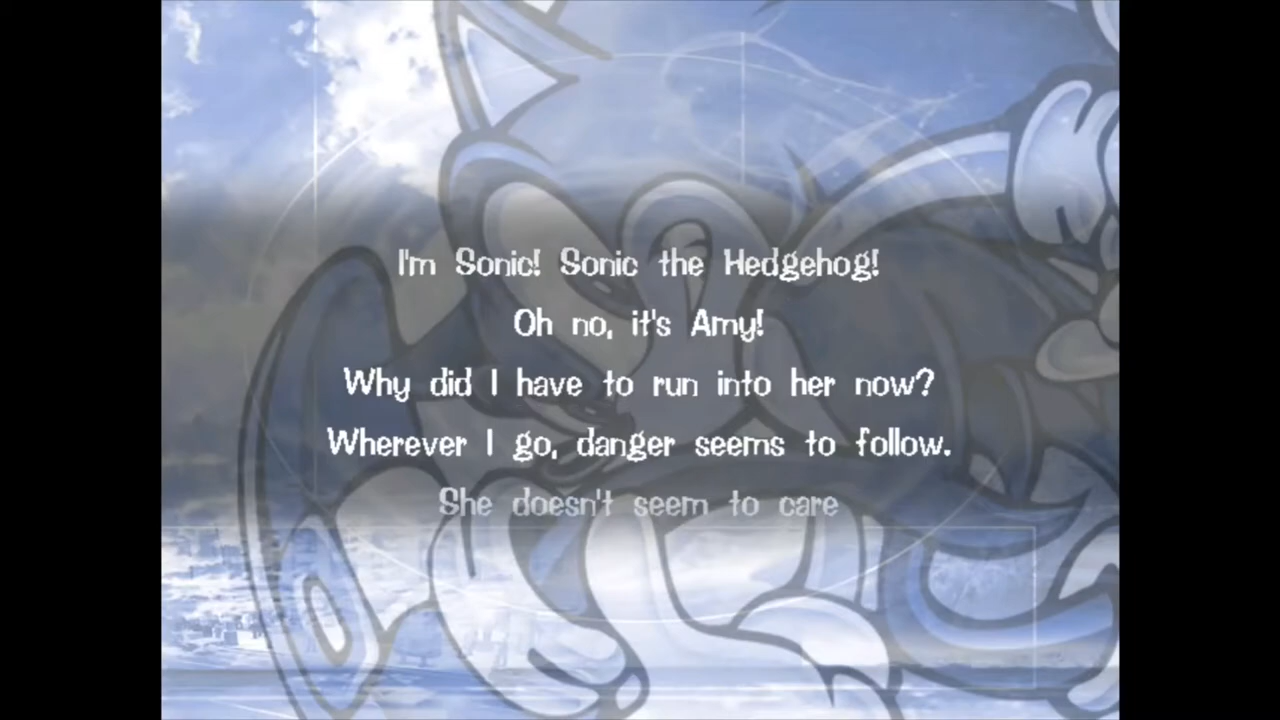 I'm Sonic! Sonic the Hedgehog!
Oh no, it's Amy!
Why did I have to run into her now?
Wherever I go, danger seems to follow.
She doesn't seem to care